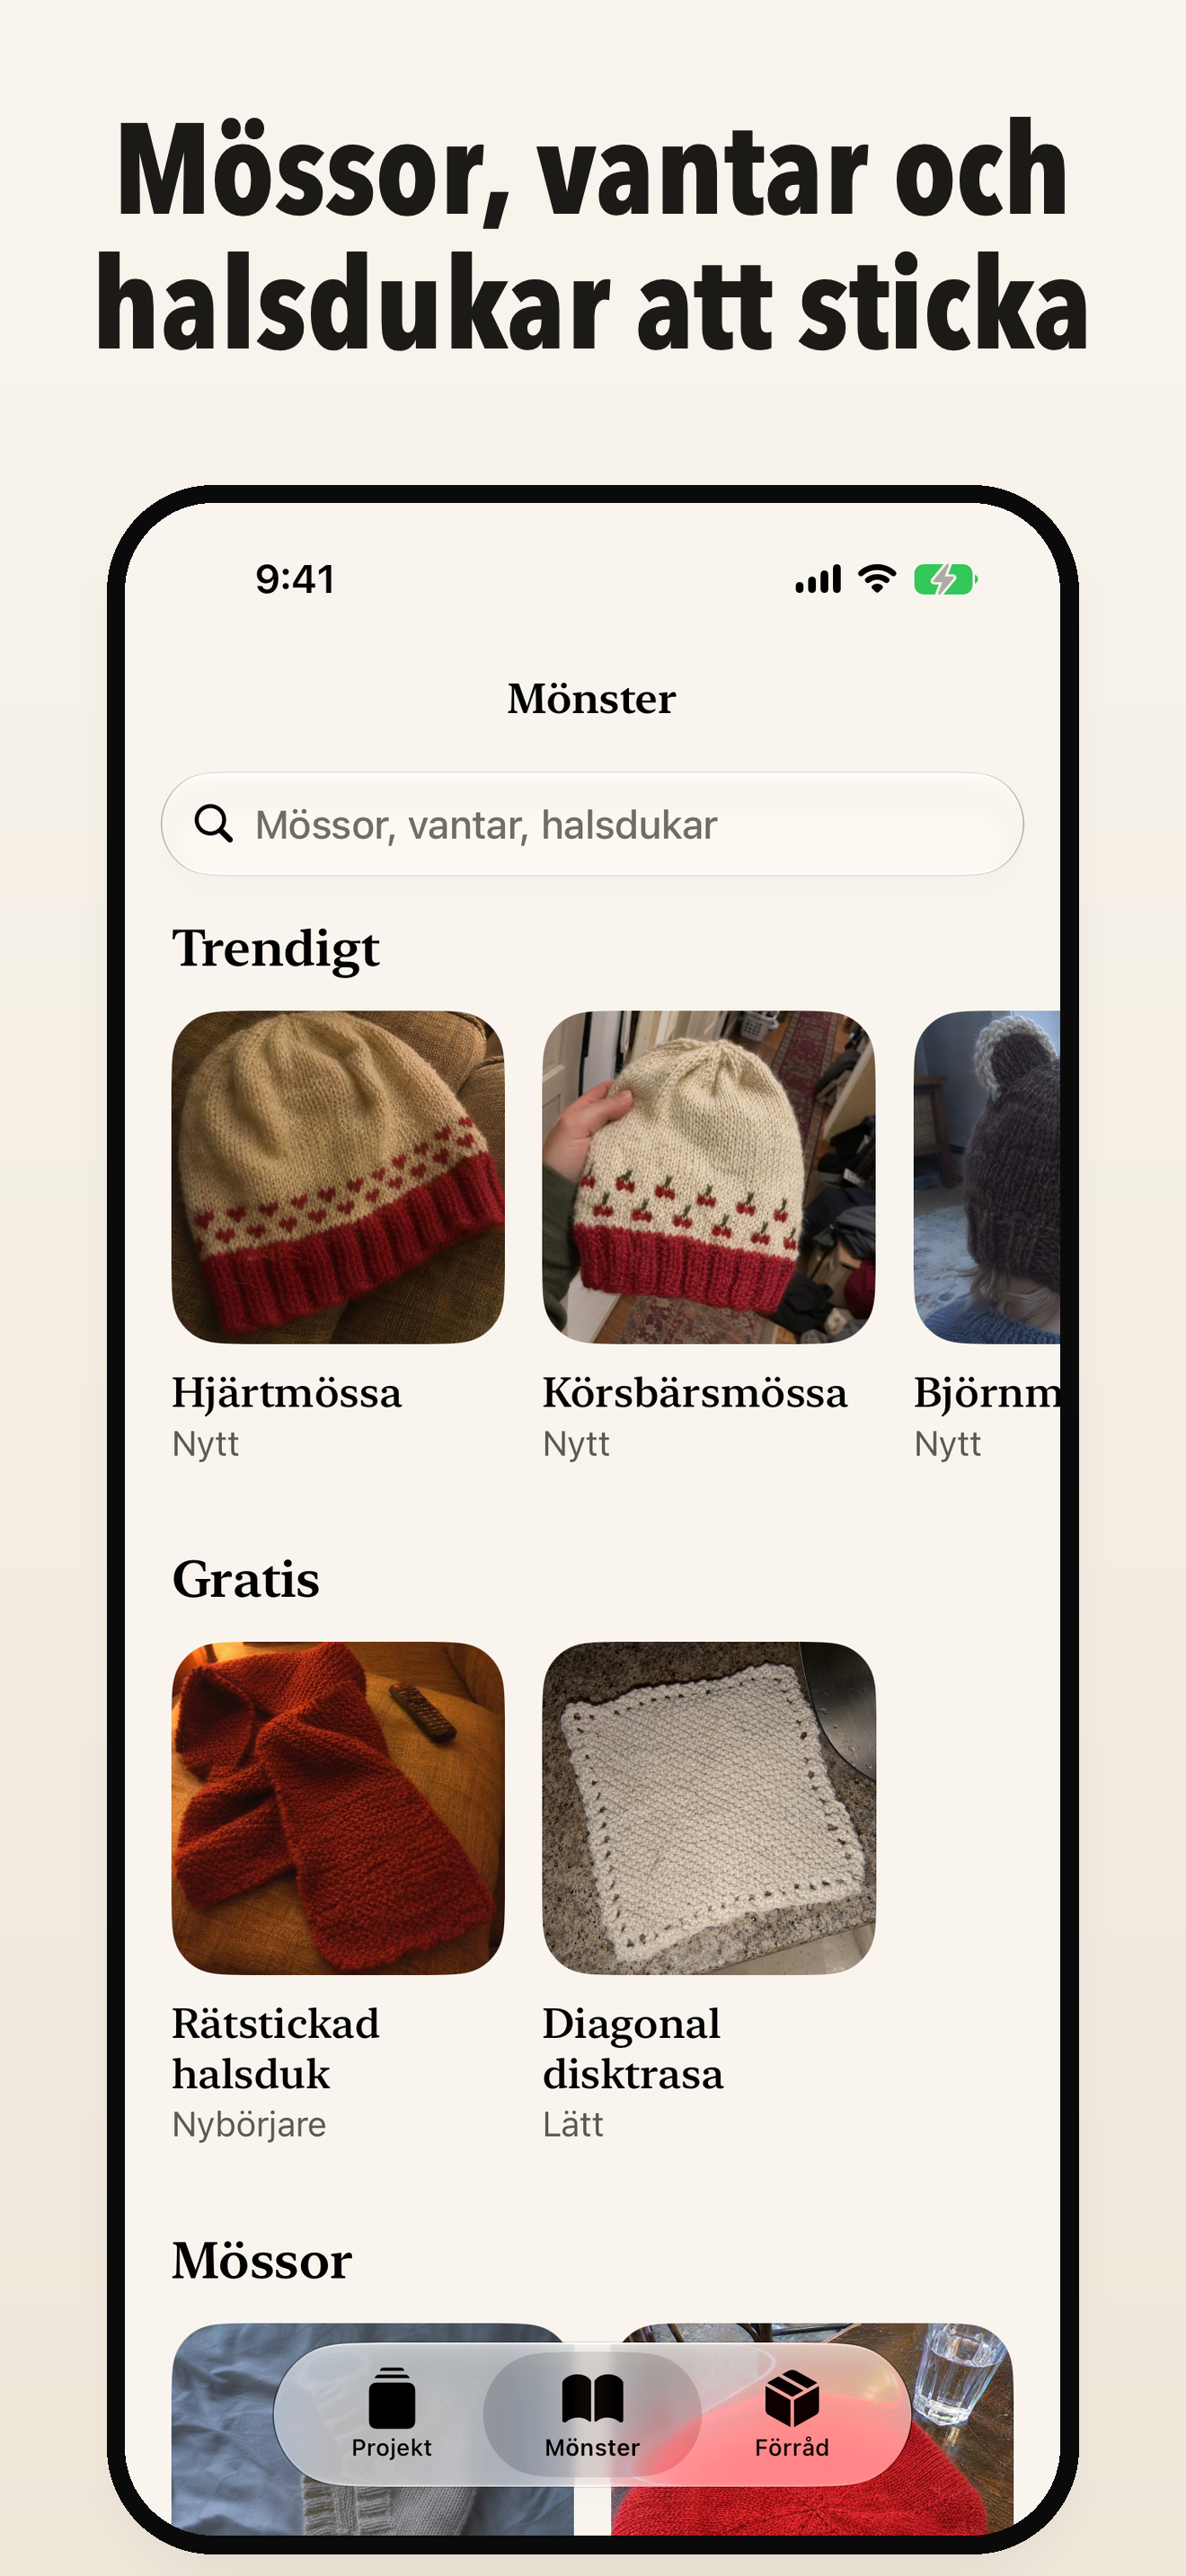 Mössor, vantar och
halsdukar att sticka
9:41
Mönster
Mössor, vantar, halsdukar
Trendigt
Hjärtmössa
Nytt
Körsbärsmössa
Nytt
Björnm
Nytt
Gratis
Rätstickad
halsduk
Nybörjare
Diagonal
disktrasa
Lätt
Mössor
Projekt
Mönster
Förråd